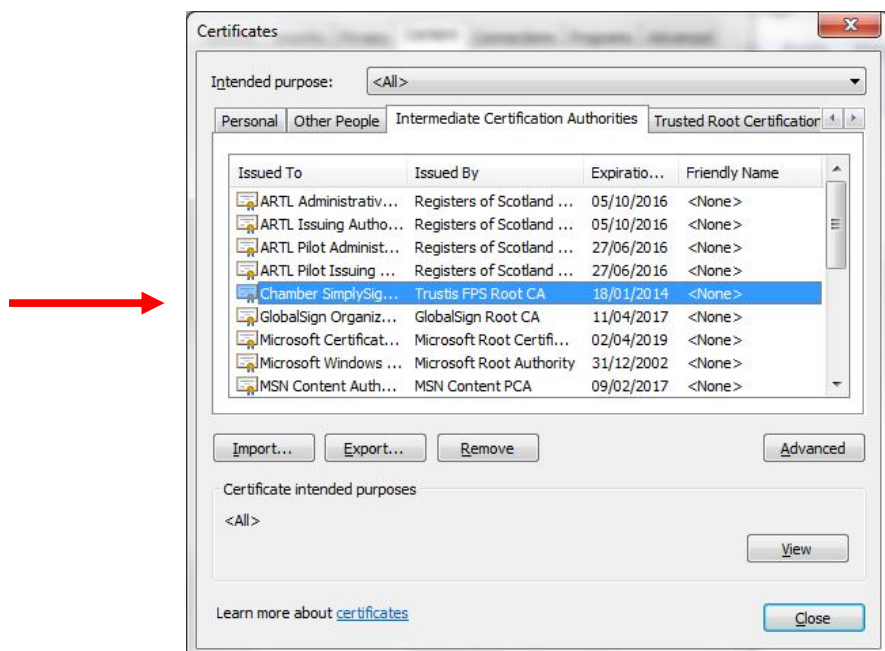 Certificates
Intended purpose: <All>
Personal Other People Intermediate Certification Authorities Trusted Root Certification
Issued To Issued By Expiratio... Friendly Name
ARTL Administrativ... Registers of Scotland ... 05/10/2016 <None>
ARTL Issuing Autho... Registers of Scotland ... 05/10/2016 <None>
ARTL Pilot Administ... Registers of Scotland ... 27/06/2016 <None>
ARTL Pilot Issuing ... Registers of Scotland ... 27/06/2016 <None>
Chamber SimplySig... Trustis FPS Root CA 18/01/2014 <None>
GlobalSign Organiz... GlobalSign Root CA 11/04/2017 <None>
Microsoft Certificat... Microsoft Root Certifi... 02/04/2019 <None>
Microsoft Windows ... Microsoft Root Authority 31/12/2002 <None>
MSN Content Auth... MSN Content PCA 09/02/2017 <None>
Import... Export... Remove Advanced
Certificate intended purposes
<All>
View
Learn more about certificates
Close